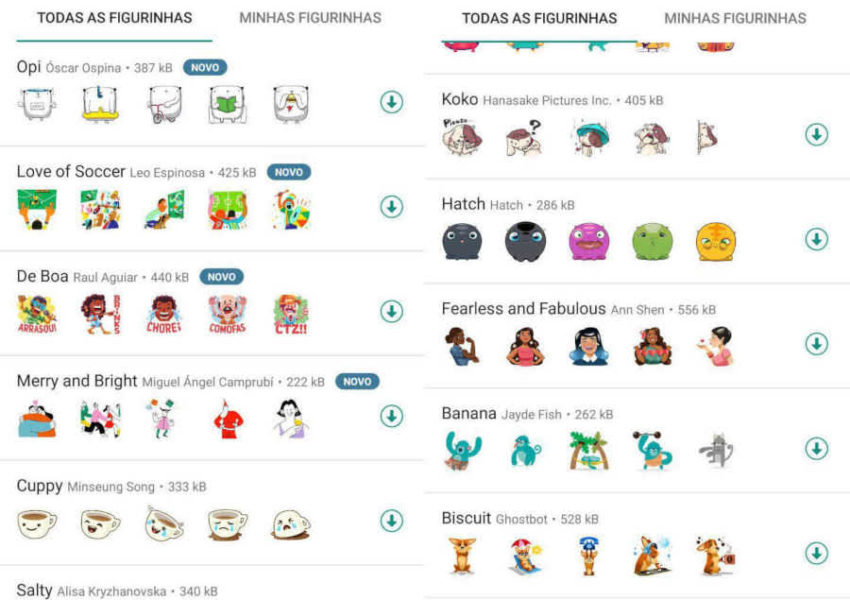 TODAS AS FIGURINHAS MINHAS FIGURINHAS
Opi Óscar Ospina • 387 kB NOVO
Love of Soccer Leo Espinosa • 425 kB NOVO
De Boa Raul Aguiar • 440 kB NOVO
ARRASOU! BRINKS CHOREI COMOFAS CTZ!!
Merry and Bright Miguel Ángel Camprubí • 222 kB NOVO
Cuppy Minseung Song • 333 kB
Salty Alisa Kryzhanovska • 340 kB
TODAS AS FIGURINHAS MINHAS FIGURINHAS
Koko Hanasake Pictures Inc. • 405 kB
Please ?
Hatch Hatch • 286 kB
Fearless and Fabulous Ann Shen • 556 kB
Banana Jayde Fish • 262 kB
Biscuit Ghostbot • 528 kB